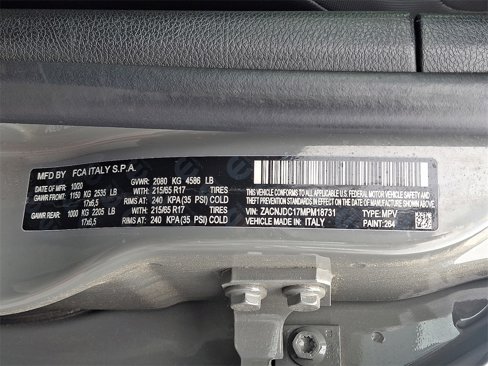 MFD BY FCA ITALY S.P.A.
DATE OF MFR: 10/20 GVWR: 2080 KG 4586 LB
GAWR FRONT: 1150 KG 2535 LB WITH: 215/65 R17 TIRES
17x6,5 RIMS AT: 240 KPA(35 PSI) COLD
GAWR REAR: 1000 KG 2205 LB WITH: 215/65 R17 TIRES
17x6,5 RIMS AT: 240 KPA(35 PSI) COLD
THIS VEHICLE CONFORMS TO ALL APPLICABLE U.S.A. FEDERAL MOTOR
VEHICLE SAFETY, BUMPER AND THEFT PREVENTION
STANDARDS IN EFFECT ON THE DATE OF MANUFACTURE SHOWN ABOVE
VIN: ZACNJDC17MPM18731 TYPE: MPV
VEHICLE MADE IN: ITALY PAINT: 264